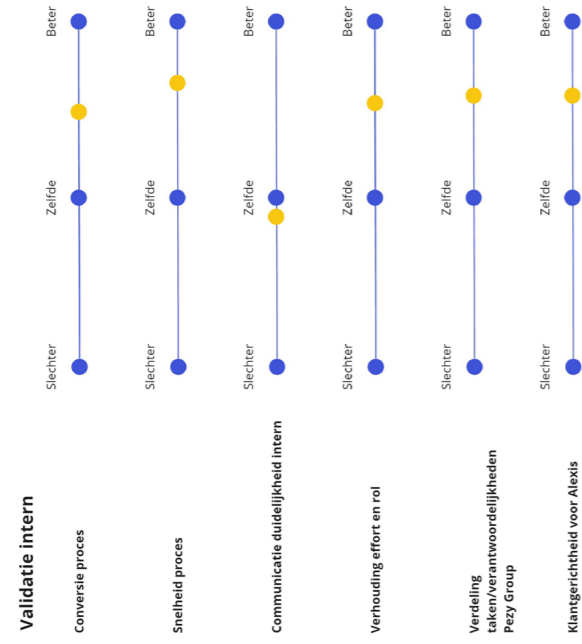 Validatie intern
Conversie proces
Slechter
Zelfde
Beter
Snelheid proces
Slechter
Zelfde
Beter
Communicatie duidelijkheid intern
Slechter
Zelfde
Beter
Verhouding effort en rol
Slechter
Zelfde
Beter
Verdeling
taken/verantwoordelijkheden
Pezy Group
Slechter
Zelfde
Beter
Klantgerichtheid voor Alexis
Slechter
Zelfde
Beter